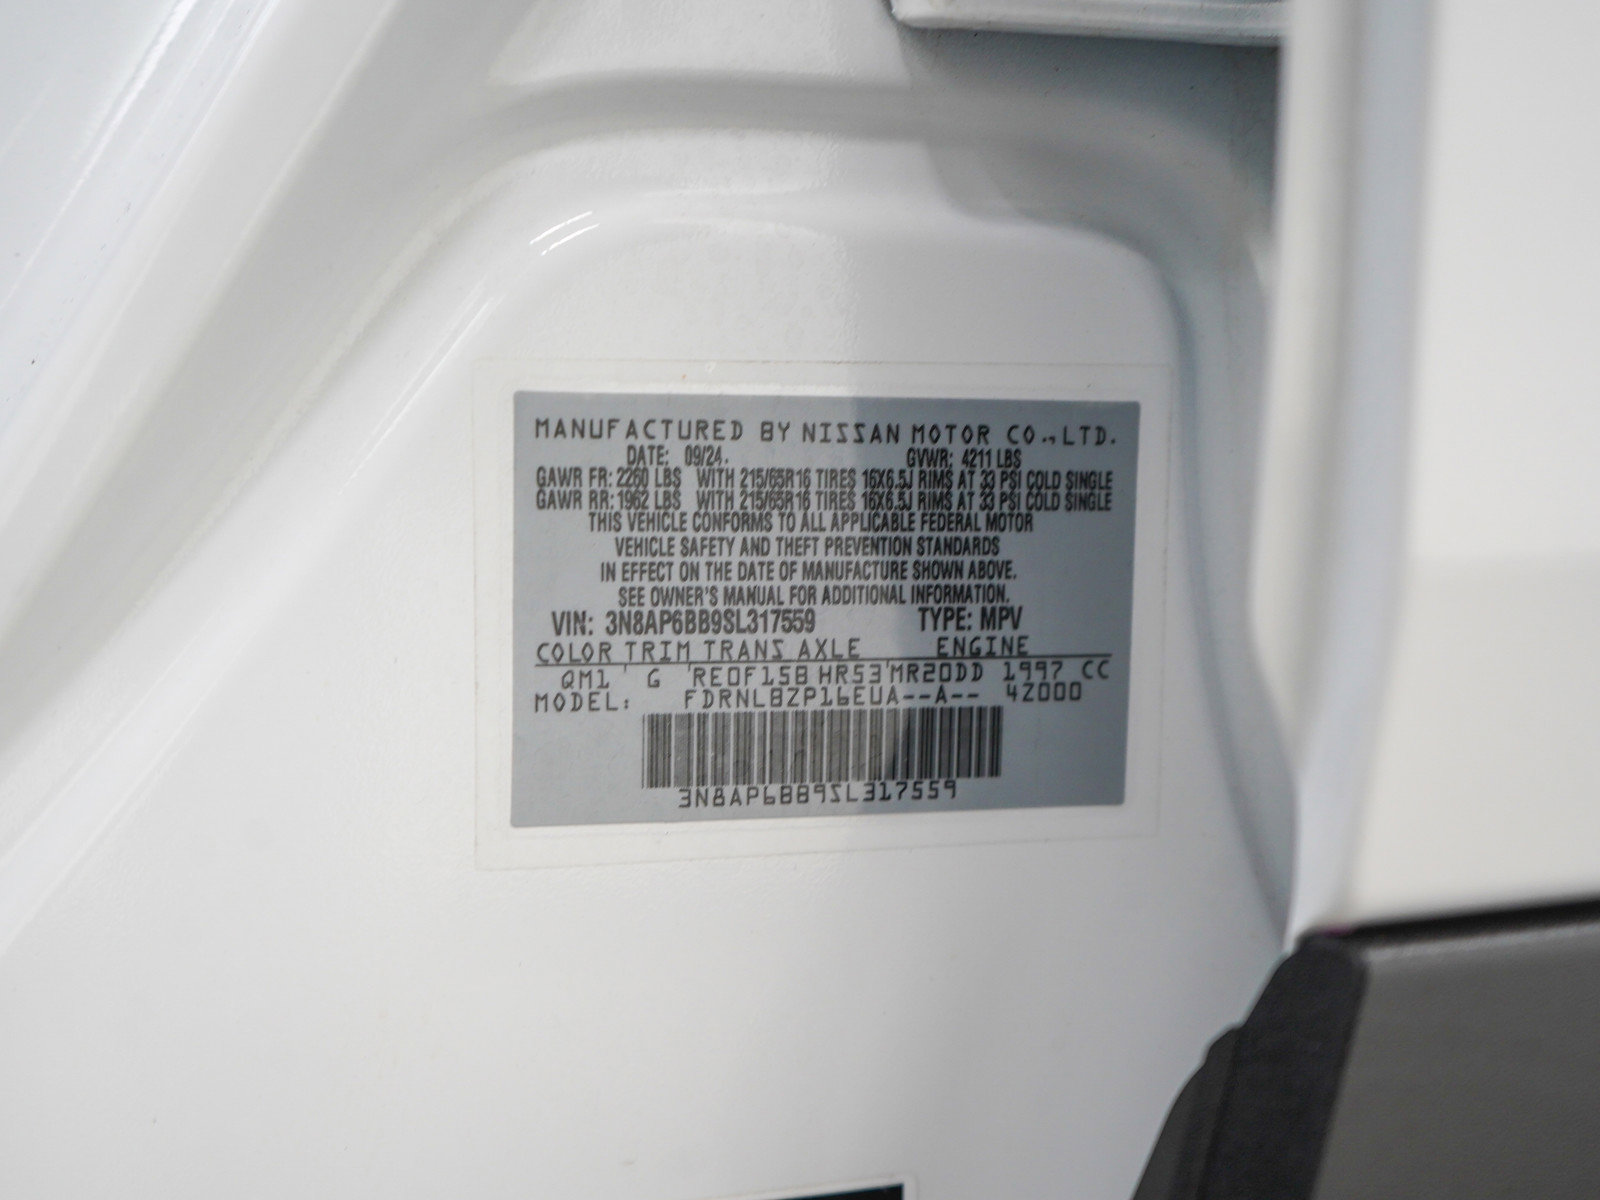 MANUFACTURED BY NISSAN MOTOR CO.,LTD.
DATE: 09/24. GVWR: 4211 LBS
GAWR FR: 2260 LBS WITH 215/65R16 TIRES 16X6.5J RIMS AT 33 PSI COLD SINGLE
GAWR RR: 1962 LBS WITH 215/65R16 TIRES 16X6.5J RIMS AT 33 PSI COLD SINGLE
THIS VEHICLE CONFORMS TO ALL APPLICABLE FEDERAL MOTOR
VEHICLE SAFETY AND THEFT PREVENTION STANDARDS
IN EFFECT ON THE DATE OF MANUFACTURE SHOWN ABOVE.
SEE OWNER'S MANUAL FOR ADDITIONAL INFORMATION.
VIN: 3N8AP6BB9SL317559 TYPE: MPV
COLOR TRIM TRANS AXLE ENGINE
QM1 ' G 'RE0F15B HR53'MR20DD 1997 CC
MODEL: FDRNLBZP16EUA--A-- 4Z000
3N8AP6BB9SL317559